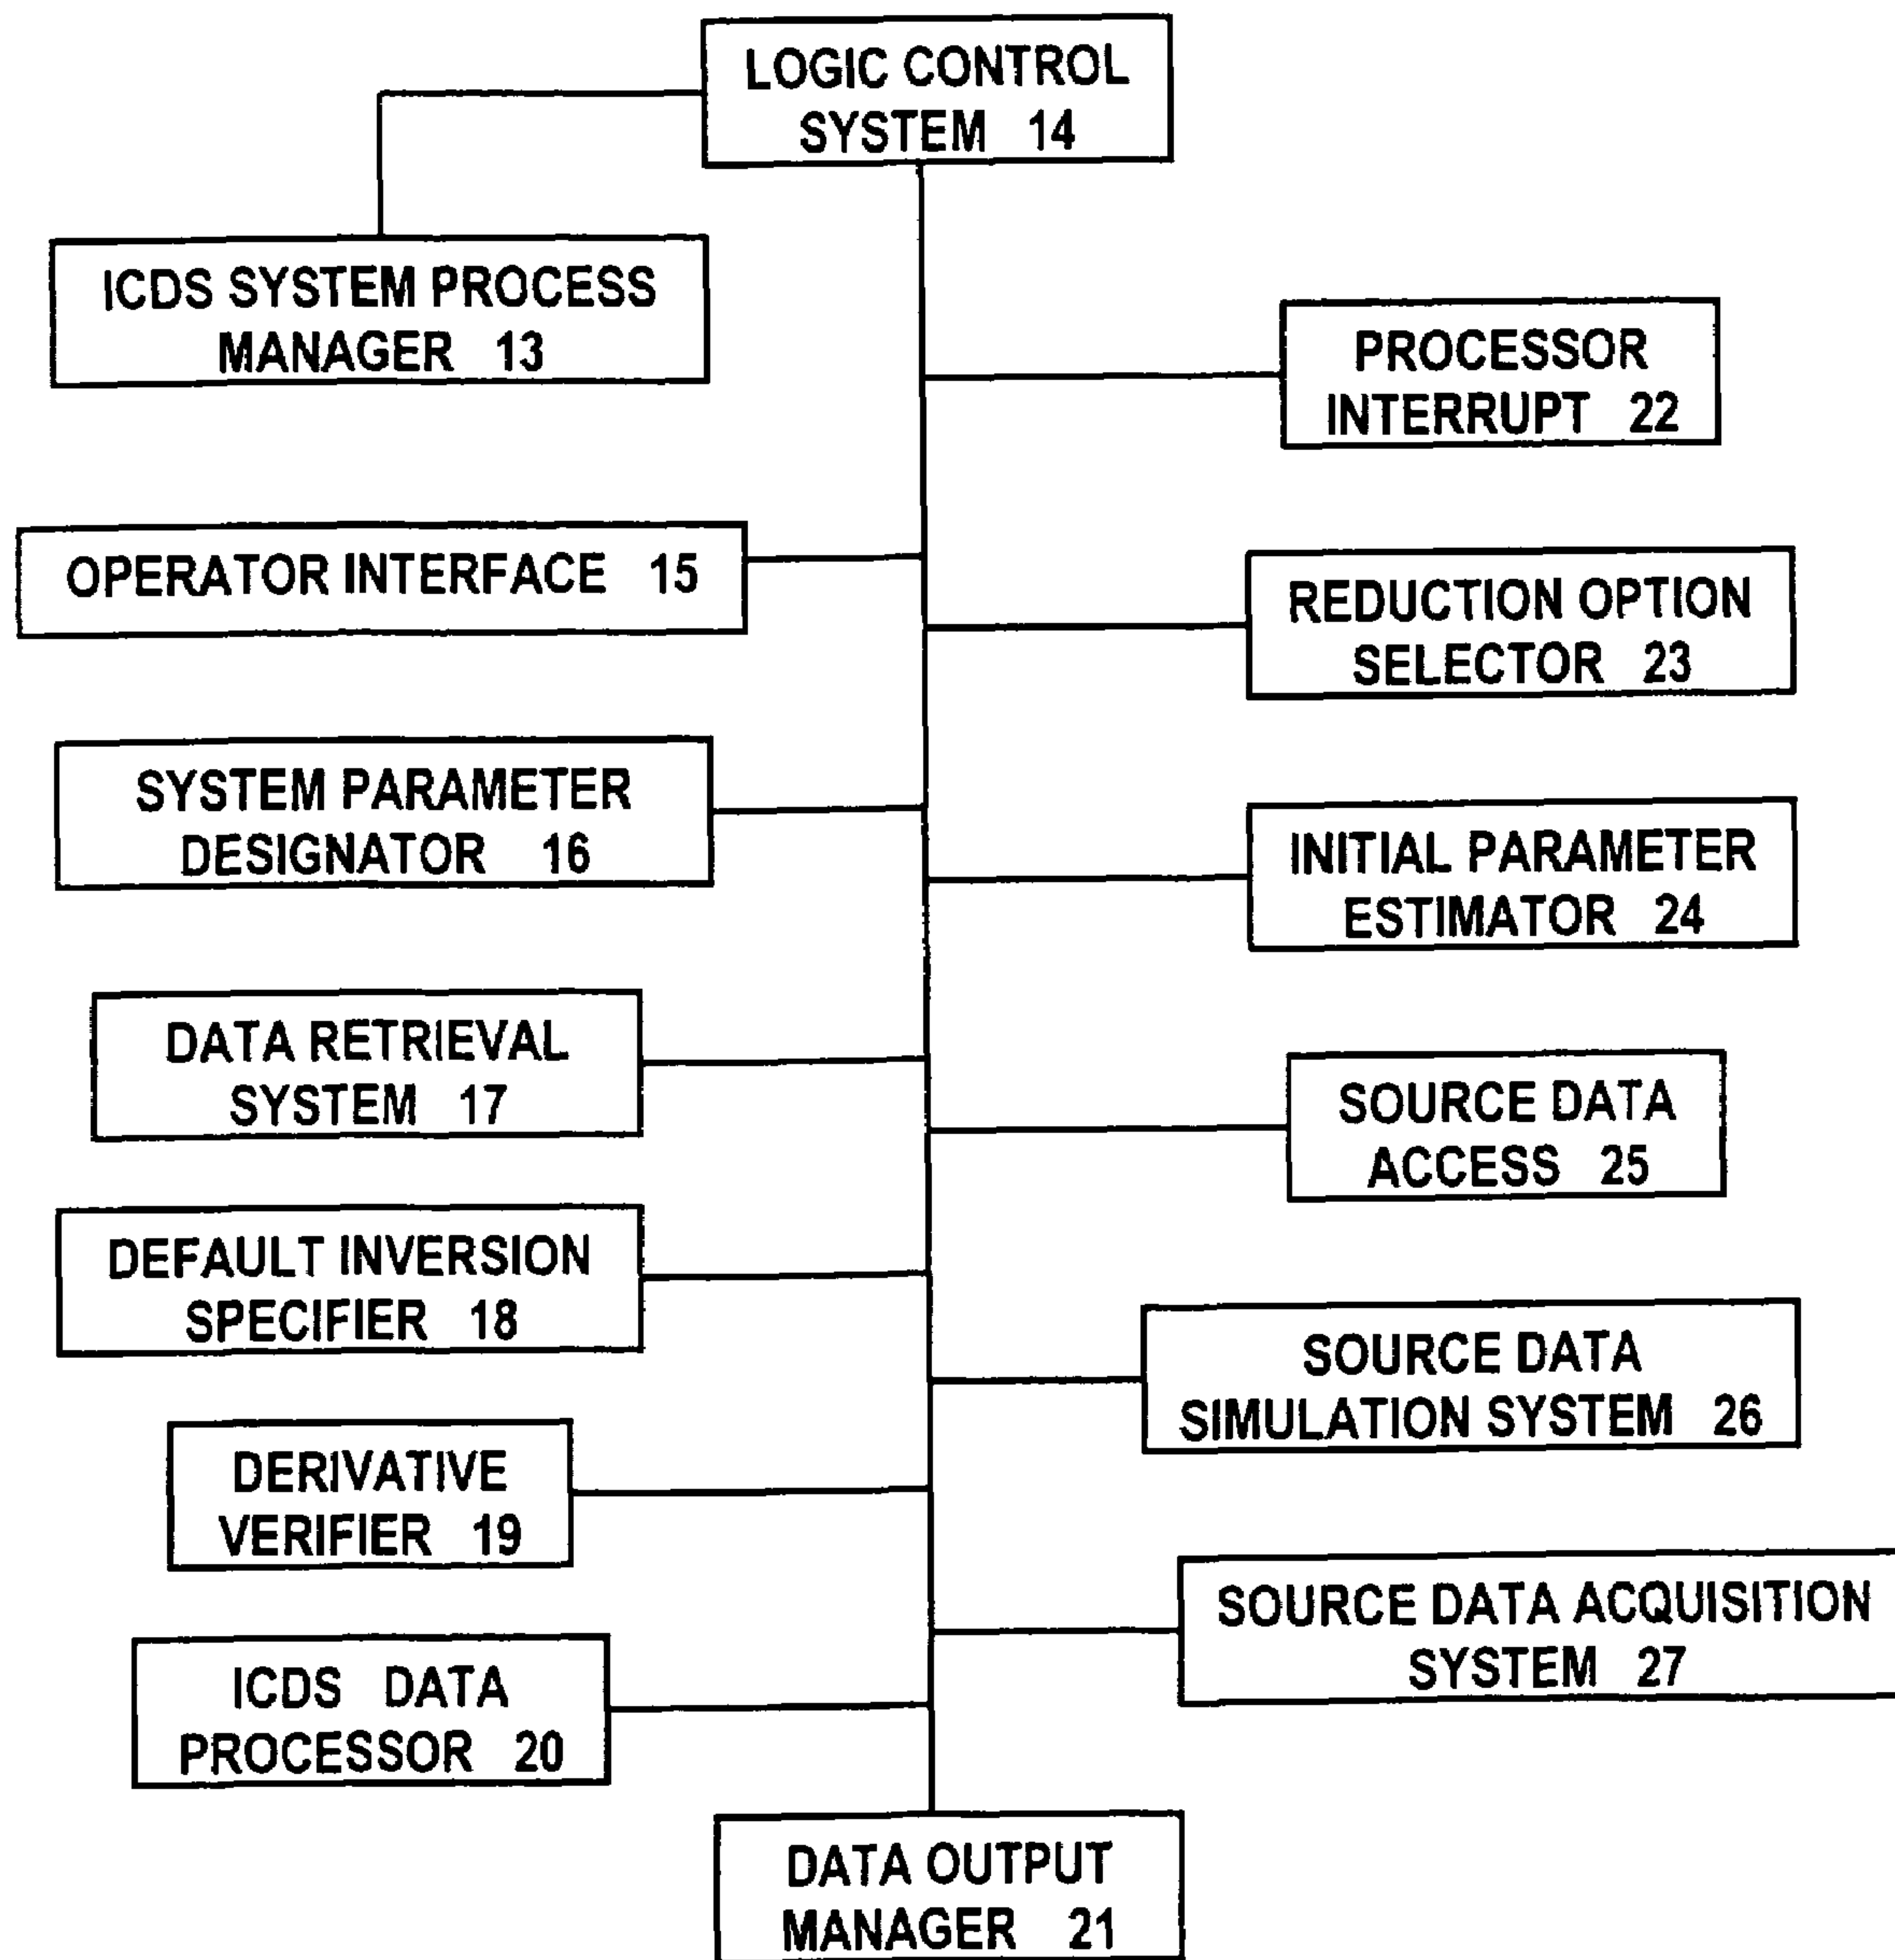 LOGIC CONTROL
SYSTEM 14
ICDS SYSTEM PROCESS
MANAGER 13
PROCESSOR
INTERRUPT 22
OPERATOR INTERFACE 15
REDUCTION OPTION
SELECTOR 23
SYSTEM PARAMETER
DESIGNATOR 16
INITIAL PARAMETER
ESTIMATOR 24
DATA RETRIEVAL
SYSTEM 17
SOURCE DATA
ACCESS 25
DEFAULT INVERSION
SPECIFIER 18
SOURCE DATA
SIMULATION SYSTEM 26
DERIVATIVE
VERIFIER 19
SOURCE DATA ACQUISITION
SYSTEM 27
ICDS DATA
PROCESSOR 20
DATA OUTPUT
MANAGER 21